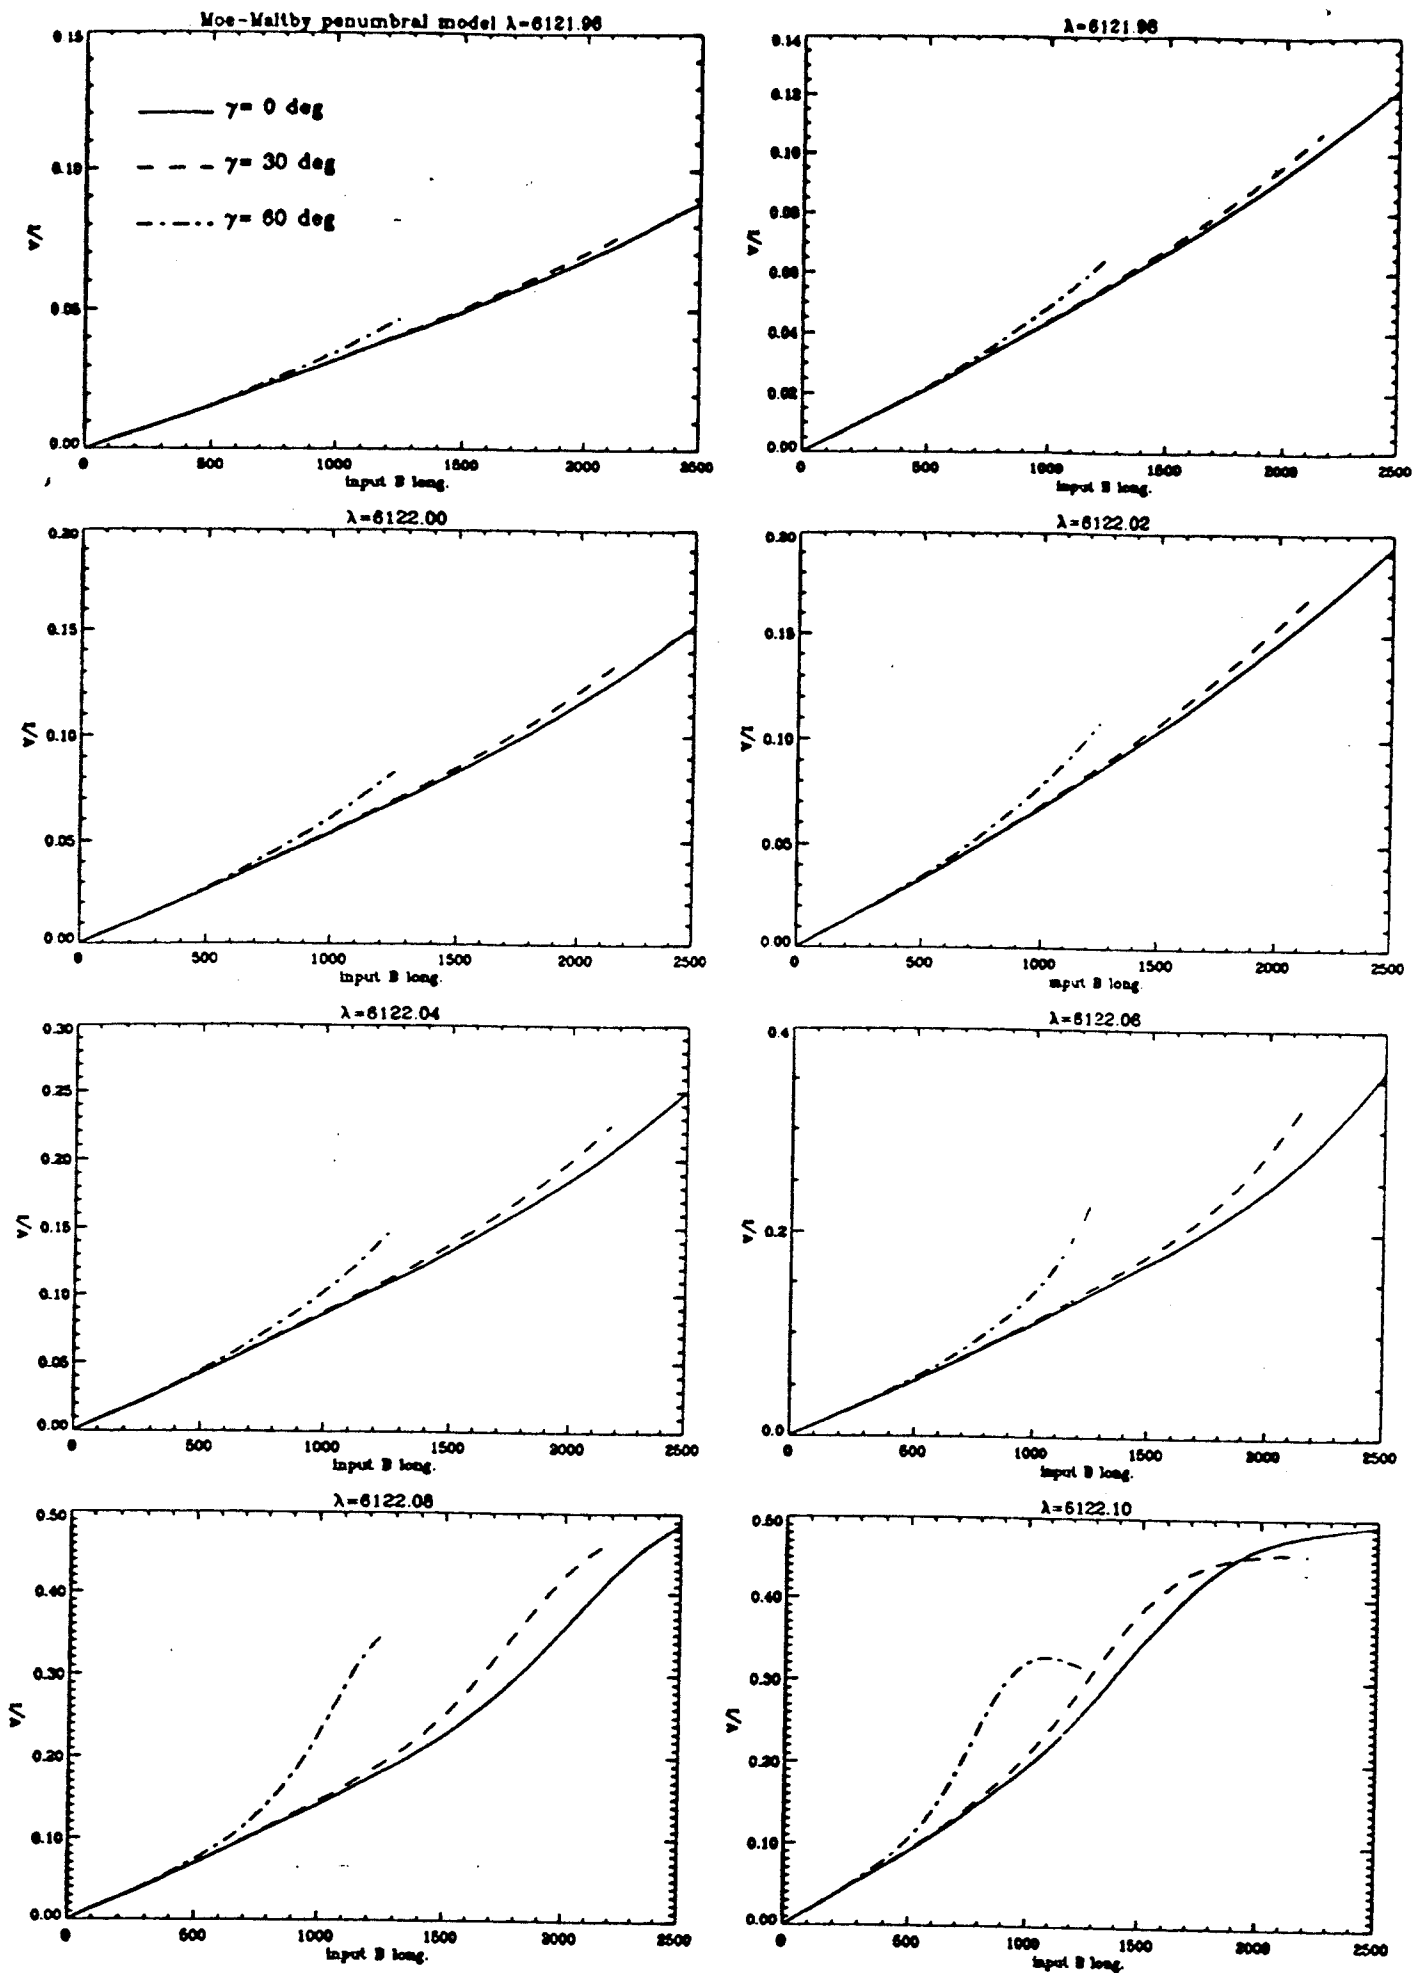 Moe-Maltby penumbral model λ=6121.96
0.15
0.10
0.05
0.00
v/i
γ= 0 deg
γ= 30 deg
γ= 60 deg
0 500 1000 1500 2000 2500
input B long.
λ=6121.98
0.14
0.12
0.10
0.08
0.06
0.04
0.02
0.00
v/i
0 500 1000 1500 2000 2500
input B long.
λ=6122.00
0.20
0.15
0.10
0.05
0.00
v/i
0 500 1000 1500 2000 2500
input B long.
λ=6122.02
0.20
0.15
0.10
0.05
0.00
v/i
0 500 1000 1500 2000 2500
input B long.
λ=6122.04
0.30
0.25
0.20
0.15
0.10
0.05
0.00
v/i
0 500 1000 1500 2000 2500
input B long.
λ=6122.06
0.4
0.2
0.0
v/i
0 500 1000 1500 2000 2500
input B long.
λ=6122.08
0.50
0.40
0.30
0.20
0.10
0.00
v/i
0 500 1000 1500 2000 2500
input B long.
λ=6122.10
0.50
0.40
0.30
0.20
0.10
0.00
v/i
0 500 1000 1500 2000 2500
input B long.